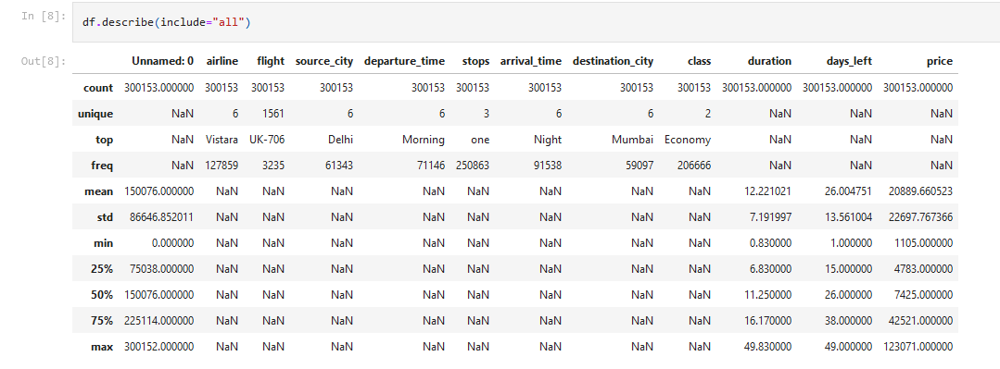 In [8]: df.describe(include="all")
Out[8]: Unnamed: 0 airline flight source_city departure_time stops arrival_time destination_city class duration days_left price
count 300153.000000 300153 300153 300153 300153 300153 300153 300153 300153 300153.000000 300153.000000 300153.000000
unique NaN 6 1561 6 6 3 6 6 2 NaN NaN NaN
top NaN Vistara UK-706 Delhi Morning one Night Mumbai Economy NaN NaN NaN
freq NaN 127859 3235 61343 71146 250863 91538 59097 206666 NaN NaN NaN
mean 150076.000000 NaN NaN NaN NaN NaN NaN NaN NaN 12.221021 26.004751 20889.660523
std 86646.852011 NaN NaN NaN NaN NaN NaN NaN NaN 7.191997 13.561004 22697.767366
min 0.000000 NaN NaN NaN NaN NaN NaN NaN NaN 0.830000 1.000000 1105.000000
25% 75038.000000 NaN NaN NaN NaN NaN NaN NaN NaN 6.830000 15.000000 4783.000000
50% 150076.000000 NaN NaN NaN NaN NaN NaN NaN NaN 11.250000 26.000000 7425.000000
75% 225114.000000 NaN NaN NaN NaN NaN NaN NaN NaN 16.170000 38.000000 42521.000000
max 300152.000000 NaN NaN NaN NaN NaN NaN NaN NaN 49.830000 49.000000 123071.000000